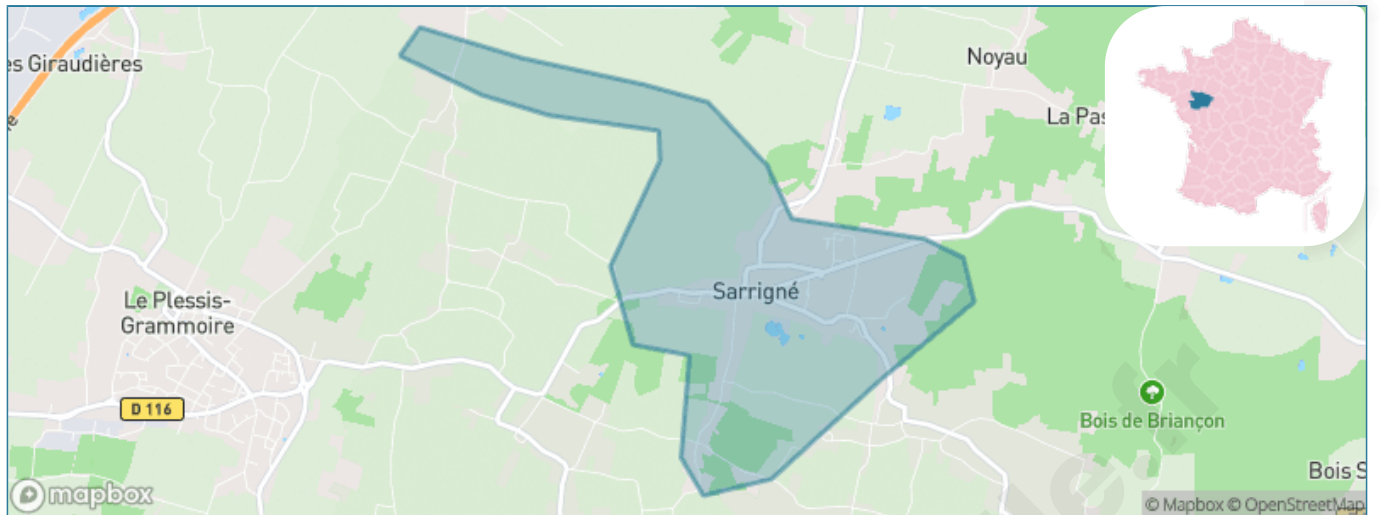 es Giraudières
Noyau
La Pas
Sarrigné
Le Plessis-
Grammoire
D 116
Bois de Briançon
Bois S
mapbox
© Mapbox © OpenStreetMap